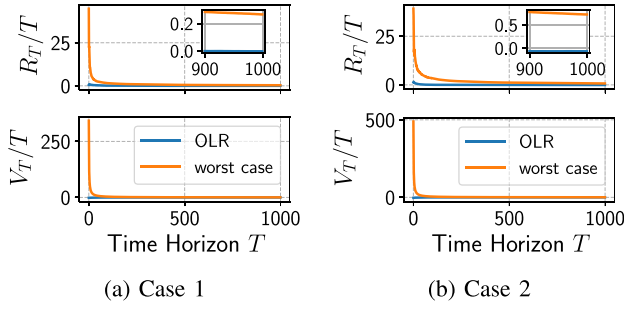 R_T/T
25
0
0.2
0.0
900 1000
V_T/T
250
0
OLR
worst case
0 500 1000
Time Horizon T
(a) Case 1
R_T/T
25
0
0.5
0.0
900 1000
V_T/T
500
0
OLR
worst case
0 500 1000
Time Horizon T
(b) Case 2